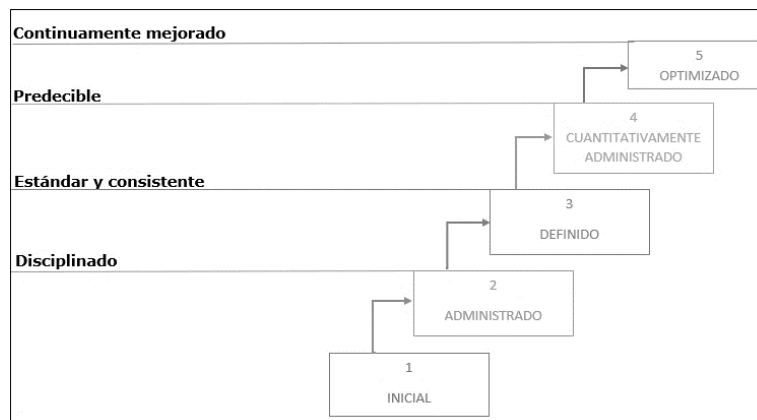 Continuamente mejorado
5
OPTIMIZADO
Predecible
4
CUANTITATIVAMENTE
ADMINISTRADO
Estándar y consistente
3
DEFINIDO
Disciplinado
2
ADMINISTRADO
1
INICIAL